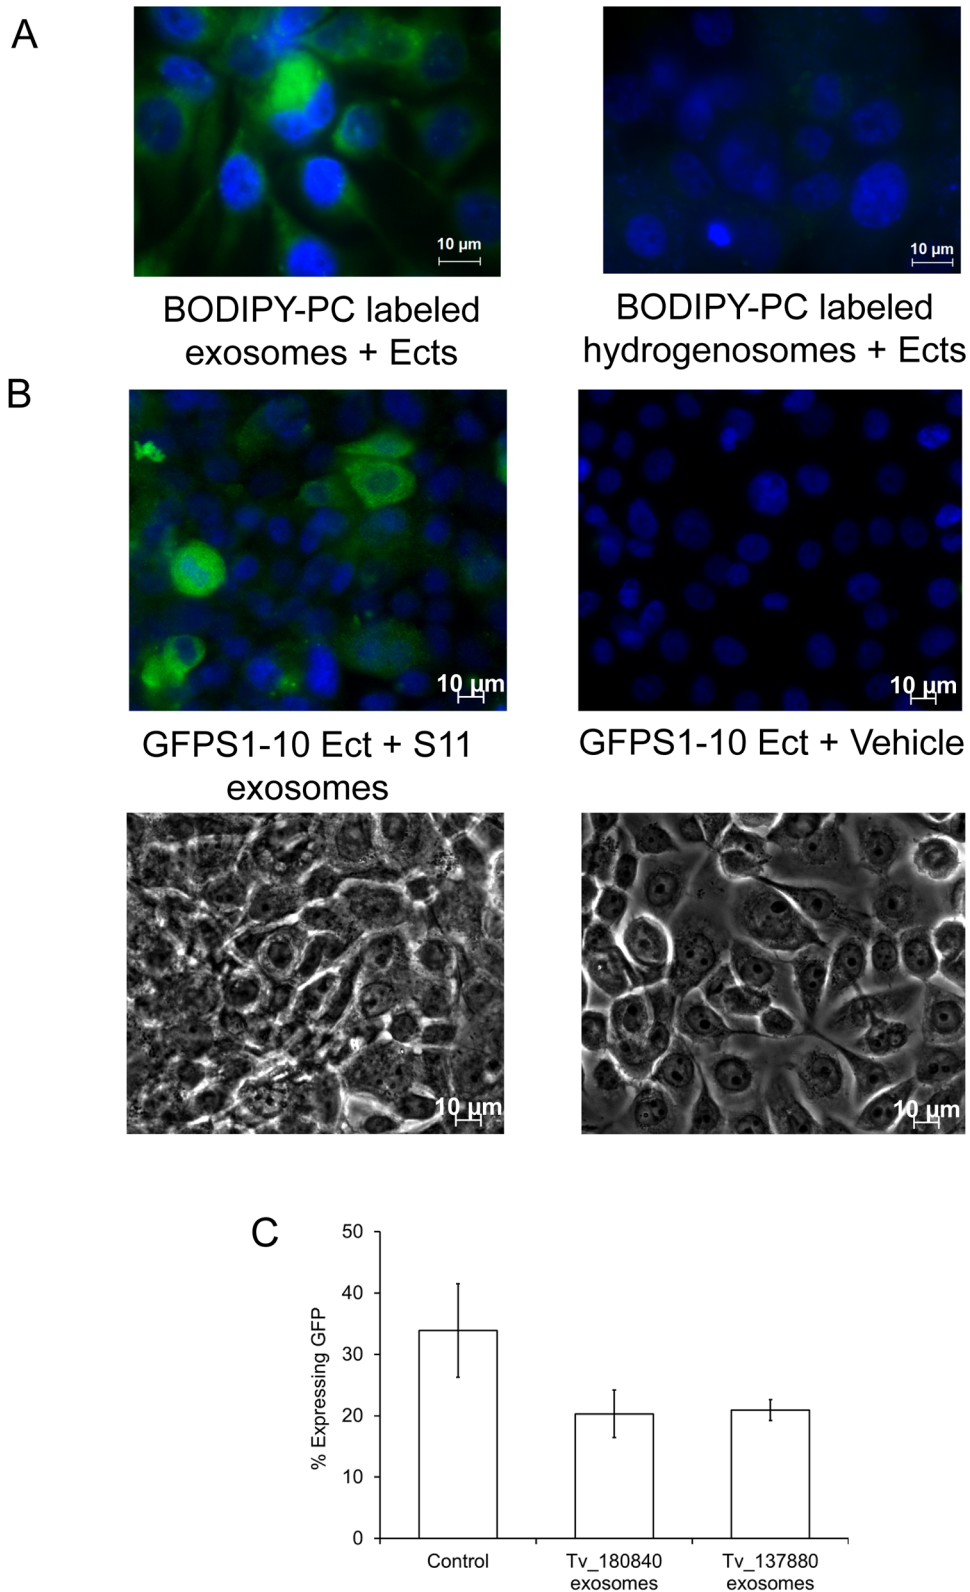 A
10 µm
10 µm
BODIPY-PC labeled
exosomes + Ects
BODIPY-PC labeled
hydrogenosomes + Ects
B
10 µm
10 µm
GFPS1-10 Ect + S11
exosomes
GFPS1-10 Ect + Vehicle
10 µm
10 µm
C
50
40
30
20
10
0
% Expressing GFP
Control
Tv_180840
exosomes
Tv_137880
exosomes